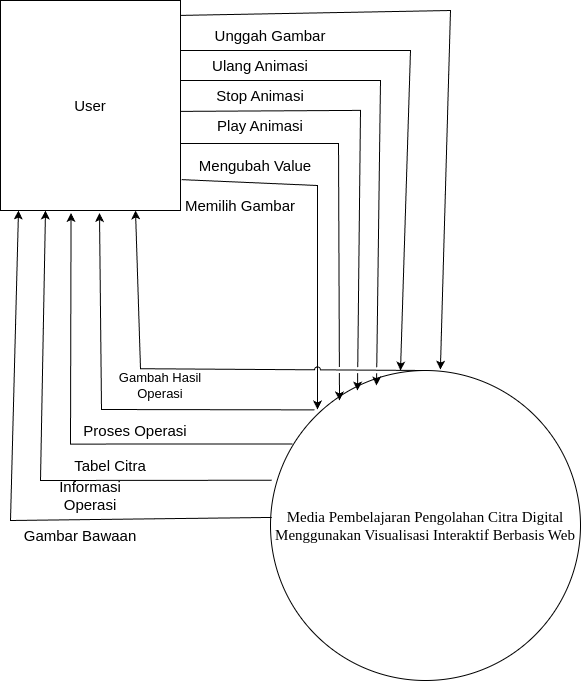 Unggah Gambar
Ulang Animasi
User
Stop Animasi
Play Animasi
Mengubah Value
Memilih Gambar
Gambah Hasil
Operasi
Proses Operasi
Tabel Citra
Informasi
Operasi
Gambar Bawaan
Media Pembelajaran Pengolahan Citra Digital
Menggunakan Visualisasi Interaktif Berbasis Web